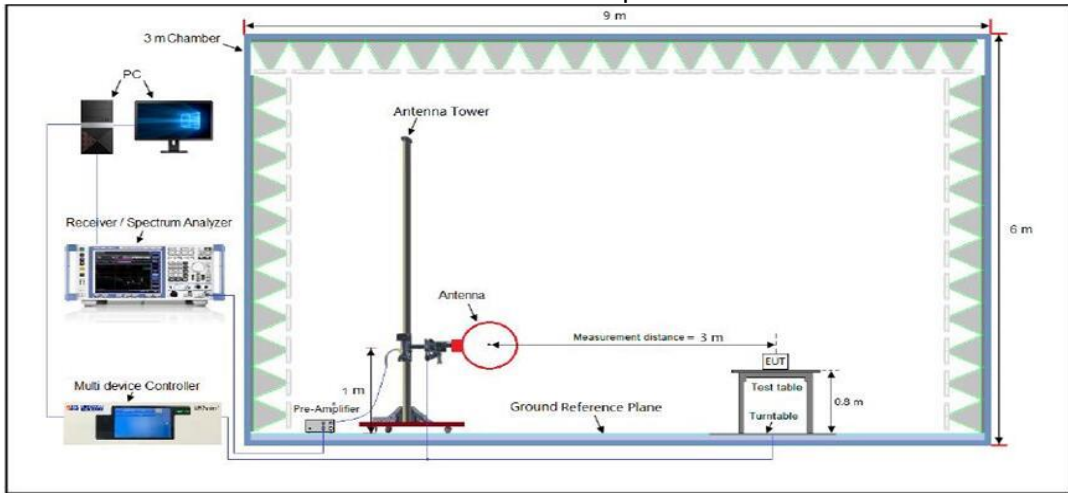 9 m
3 m Chamber
PC
Antenna Tower
Receiver / Spectrum Analyzer
6 m
Antenna
Measurement distance = 3 m
EUT
Multi device Controller
1 m
Test table
0.8 m
Pre-Amplifier
Ground Reference Plane
Turntable